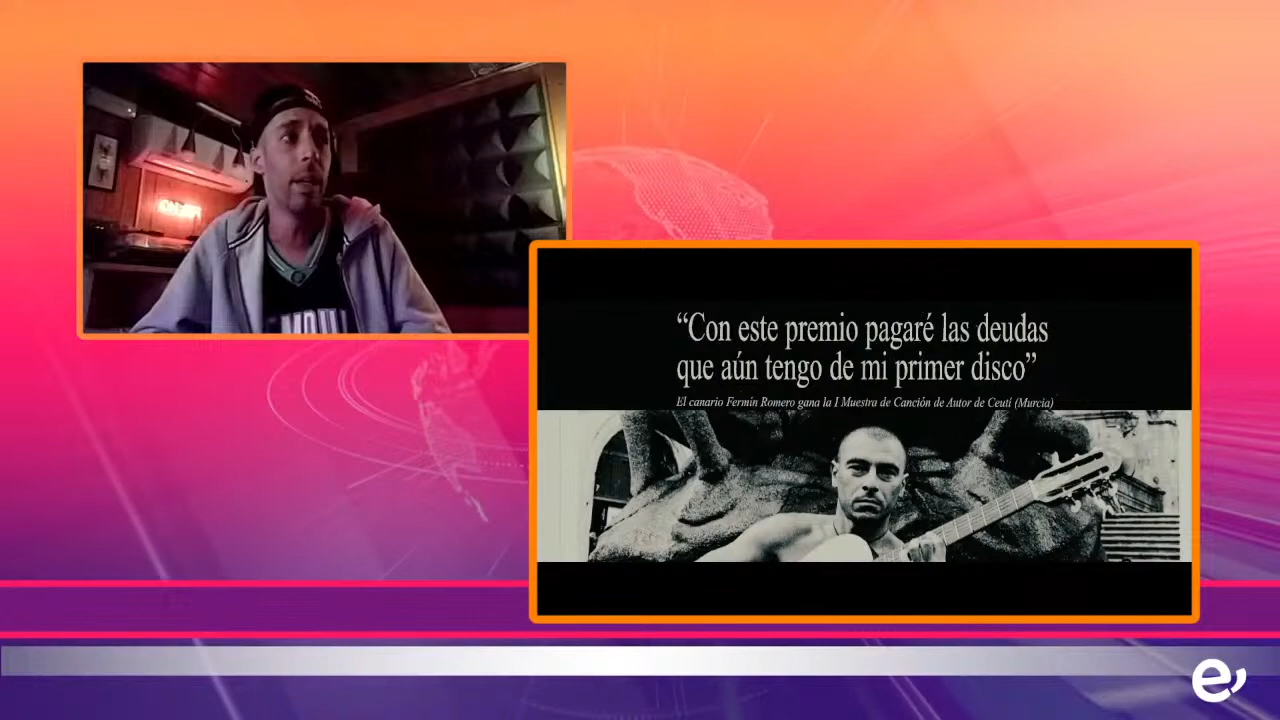 “Con este premio pagaré las deudas
que aún tengo de mi primer disco”
El canario Fermín Romero gana la I Muestra de Canción de Autor de Ceutí (Murcia)
e